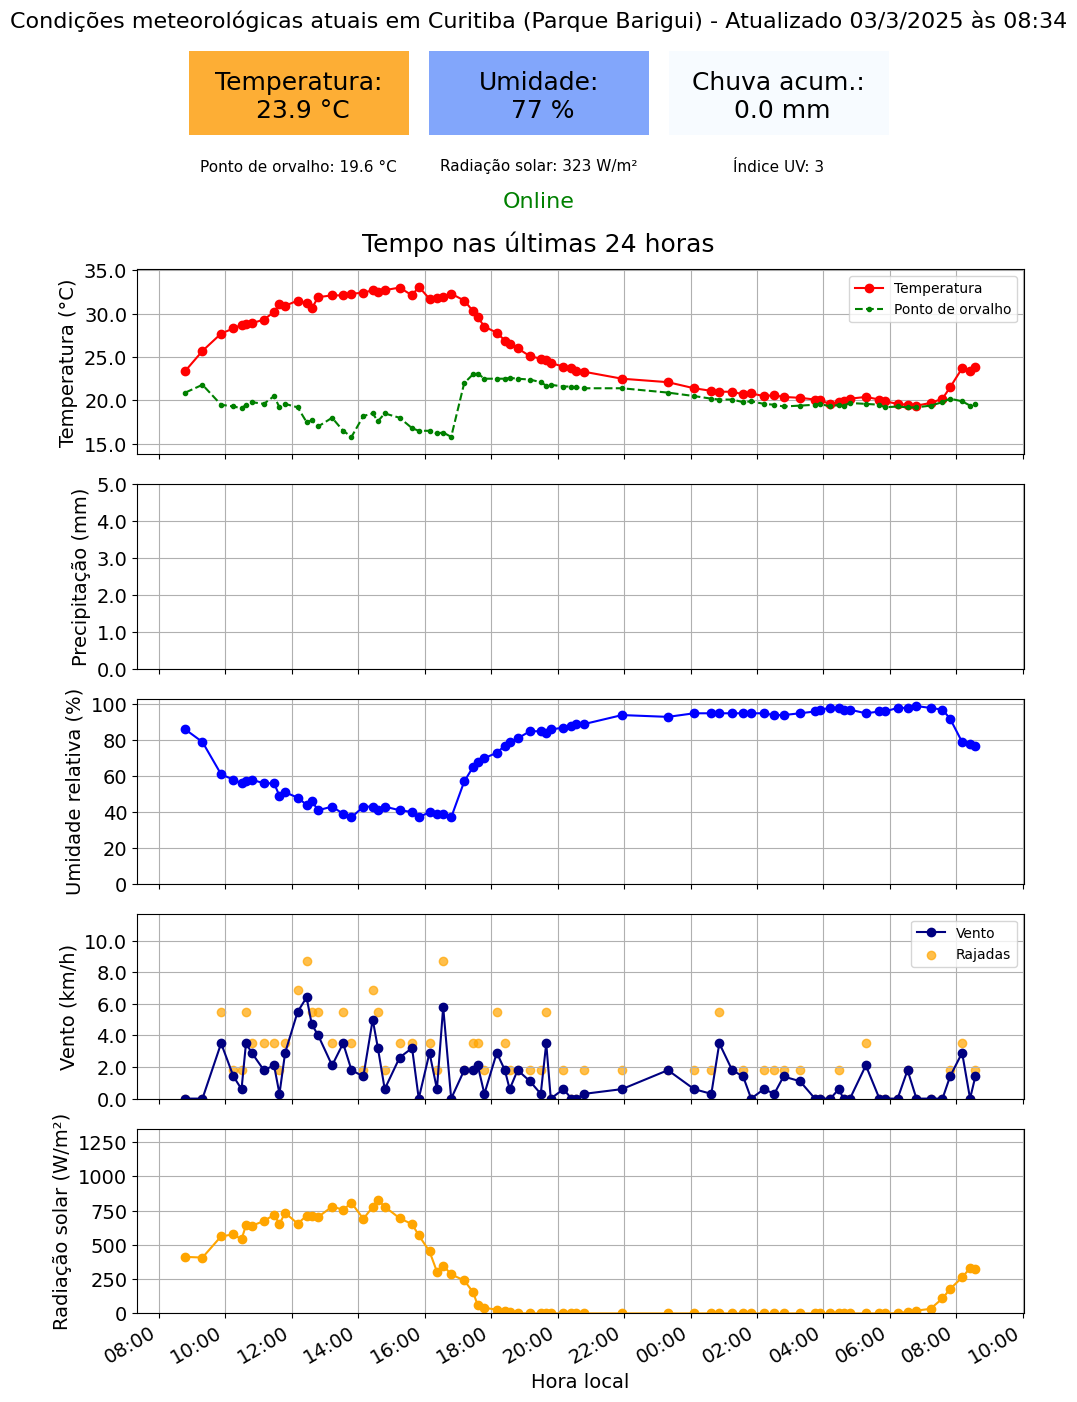 Condições meteorológicas atuais em Curitiba (Parque Barigui) - Atualizado 03/3/2025 às 08:34
Temperatura:
23.9 °C
Umidade:
77 %
Chuva acum.:
0.0 mm
Ponto de orvalho: 19.6 °C
Radiação solar: 323 W/m²
Índice UV: 3
Online
Tempo nas últimas 24 horas
Temperatura (°C)
35.0
30.0
25.0
20.0
15.0
Temperatura
Ponto de orvalho
Precipitação (mm)
5.0
4.0
3.0
2.0
1.0
0.0
Umidade relativa (%)
100
80
60
40
20
0
Vento (km/h)
10.0
8.0
6.0
4.0
2.0
0.0
Vento
Rajadas
Radiação solar (W/m²)
1250
1000
750
500
250
0
08:00
10:00
12:00
14:00
16:00
18:00
20:00
22:00
00:00
02:00
04:00
06:00
08:00
10:00
Hora local